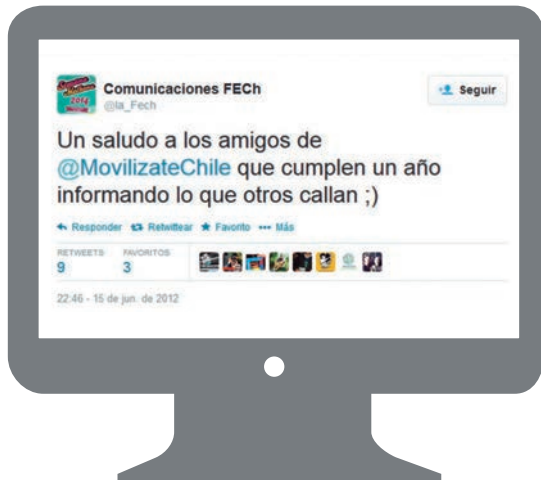 Comunicaciones FECh
@la_Fech
Seguir
2014
Un saludo a los amigos de
@MovilizateChile que cumplen un año
informando lo que otros callan ;)
Responder Retwittear Favorito Más
RETWEETS FAVORITOS
9 3
22:46 - 15 de jun. de 2012